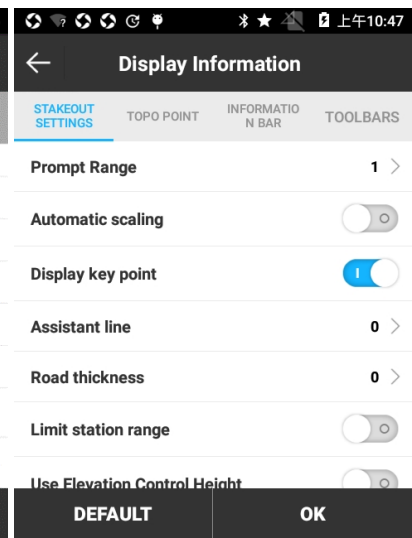 上午10:47
Display Information
STAKEOUT
SETTINGS
TOPO POINT
INFORMATIO
N BAR
TOOLBARS
Prompt Range
1
Automatic scaling
Display key point
Assistant line
0
Road thickness
0
Limit station range
Use Elevation Control Height
DEFAULT
OK